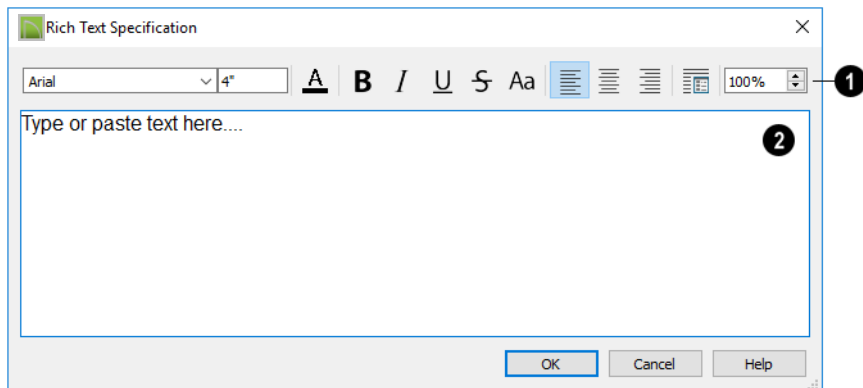 Rich Text Specification
Arial 4" A B I U S Aa 100% 1
Type or paste text here....
2
OK Cancel Help